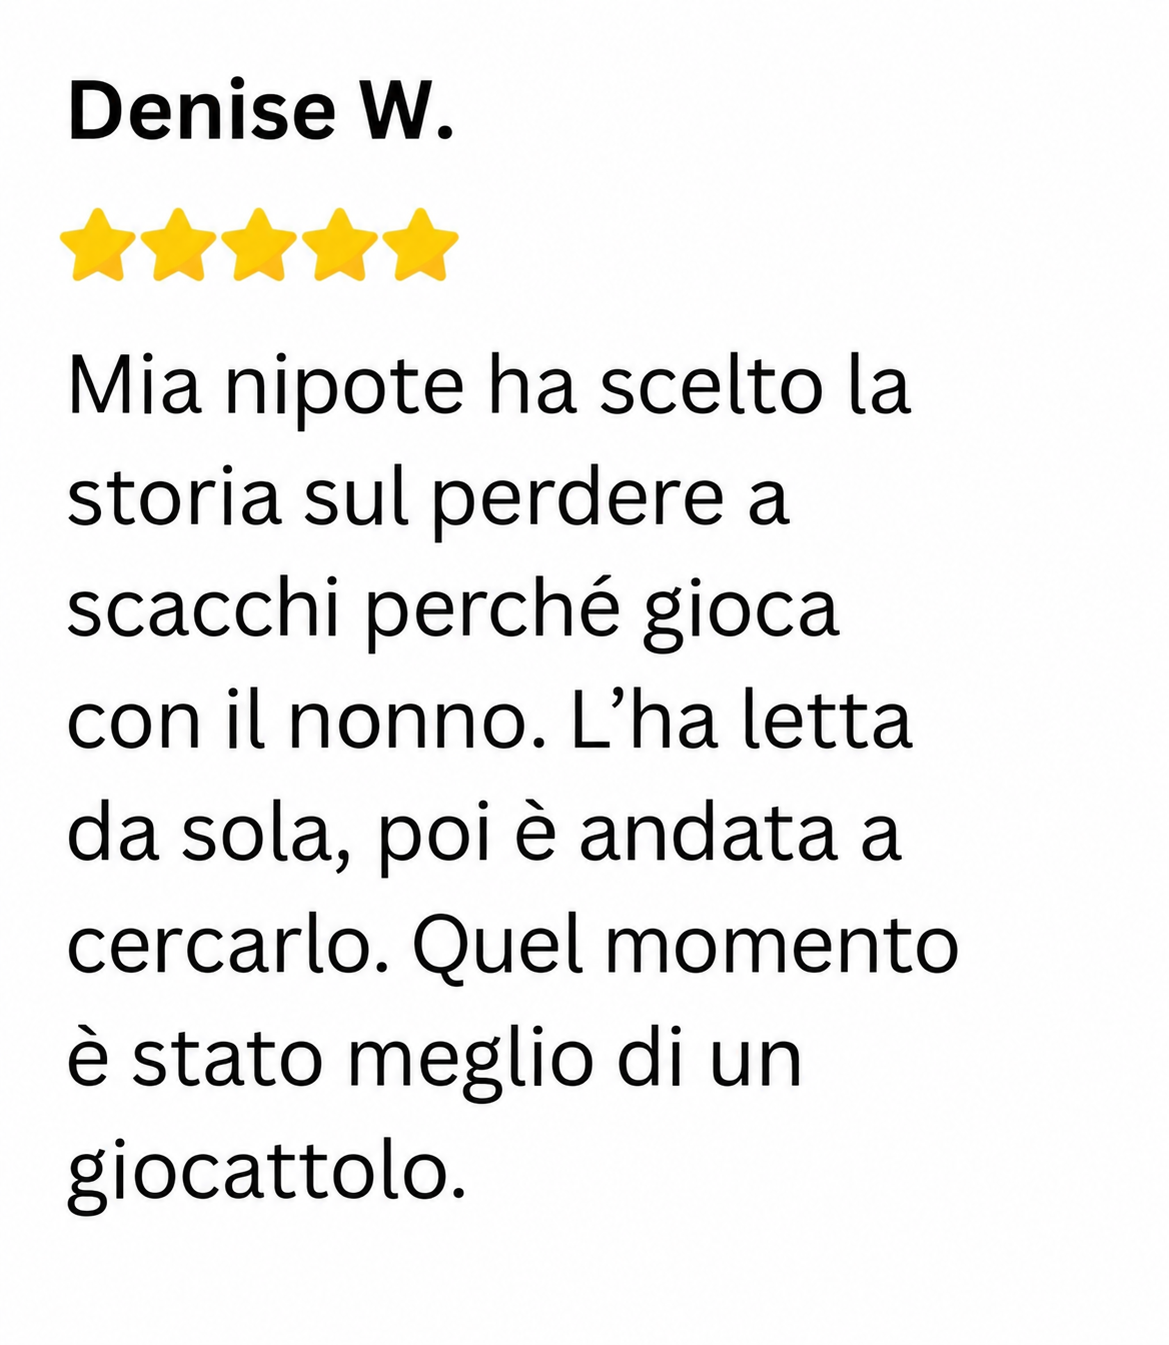 Denise W.
⭐⭐⭐⭐⭐
Mia nipote ha scelto la
storia sul perdere a
scacchi perché gioca
con il nonno. L’ha letta
da sola, poi è andata a
cercarlo. Quel momento
è stato meglio di un
giocattolo.